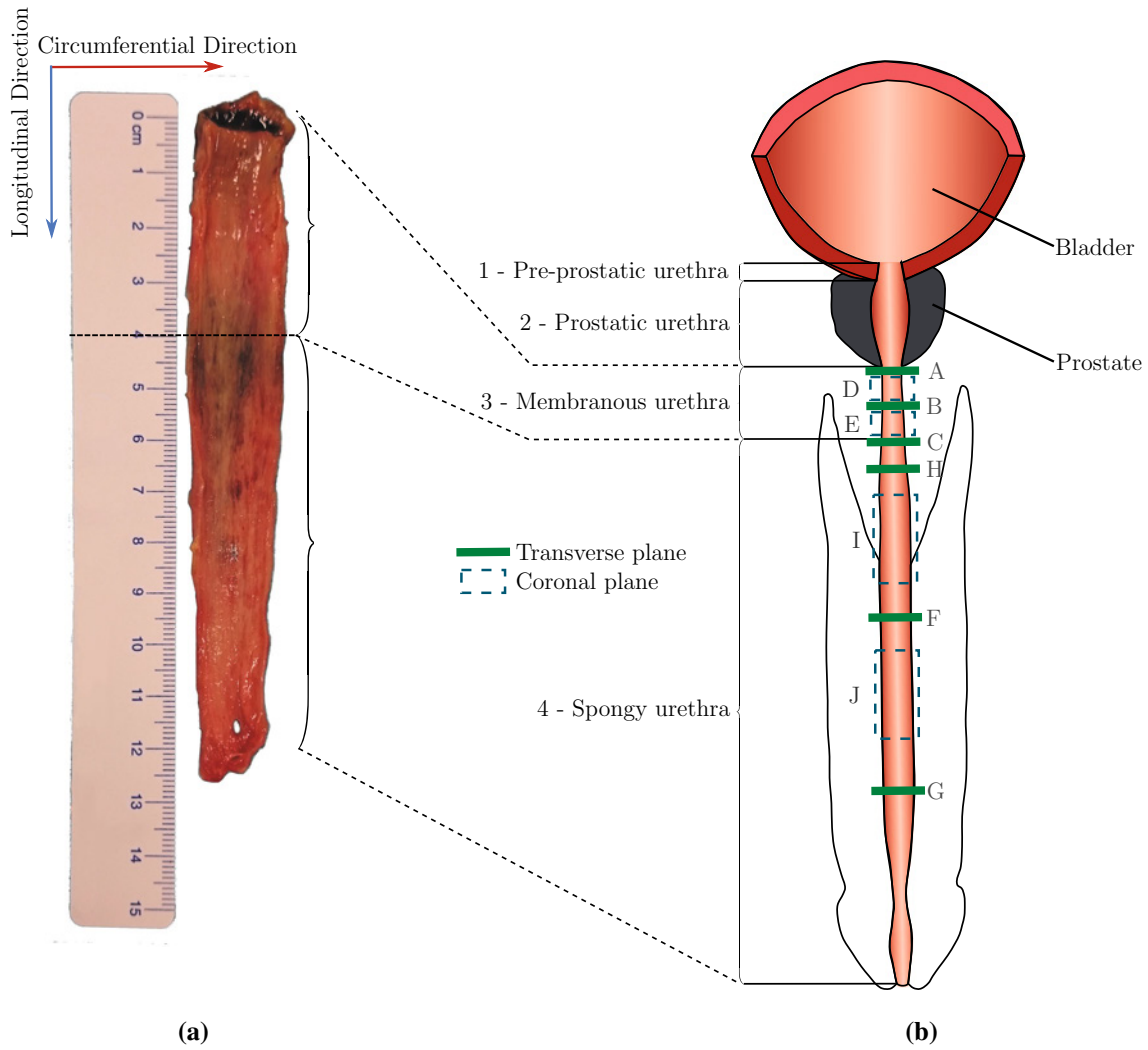 Circumferential Direction
Longitudinal Direction
0 cm
1
2
3
4
5
6
7
8
9
10
11
12
13
14
15
1 - Pre-prostatic urethra
2 - Prostatic urethra
3 - Membranous urethra
4 - Spongy urethra
Transverse plane
Coronal plane
Bladder
Prostate
A
D
B
E
C
H
I
F
J
G
(a)
(b)